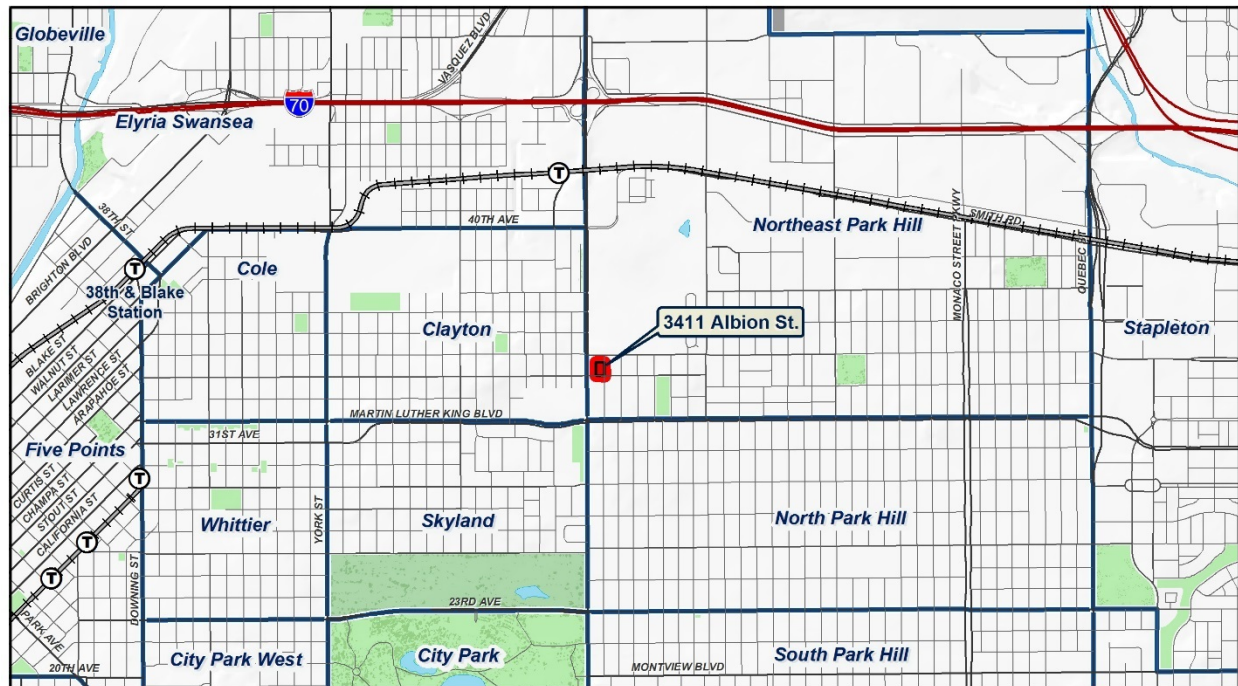 Globeville
VASQUEZ BLVD
70
Elyria Swansea
T
38TH ST
40TH AVE
Northeast Park Hill
SMITH RD
MONACO STREET PKWY
QUEBEC ST
BRIGHTON BLVD
T
Cole
38th & Blake
Station
Clayton
3411 Albion St.
Stapleton
BLAKE ST
WALNUT ST
LARIMER ST
LAWRENCE ST
ARAPAHOE ST
MARTIN LUTHER KING BLVD
31ST AVE
Five Points
T
CURTIS ST
CHAMPA ST
STOUT ST
CALIFORNIA ST
Whittier
YORK ST
Skyland
North Park Hill
T
T
DOWNING ST
23RD AVE
PARK AVE
20TH AVE
City Park West
City Park
MONTVIEW BLVD
South Park Hill